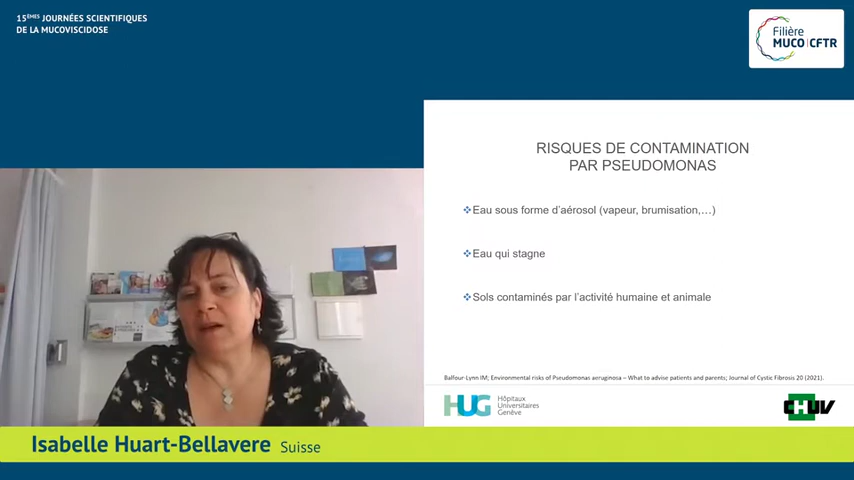 15ÈMES JOURNÉES SCIENTIFIQUES
DE LA MUCOVISCIDOSE
Filière
MUCO|CFTR
RISQUES DE CONTAMINATION
PAR PSEUDOMONAS
Eau sous forme d'aérosol (vapeur, brumisation,...)
Eau qui stagne
Sols contaminés par l'activité humaine et animale
Balfour-Lynn IM; Environmental risks of Pseudomonas aeruginosa – What to advise patients and parents; Journal of Cystic Fibrosis 20 (2021).
HUG
Hôpitaux
Universitaires
Genève
CHUV
Isabelle Huart-Bellavere Suisse